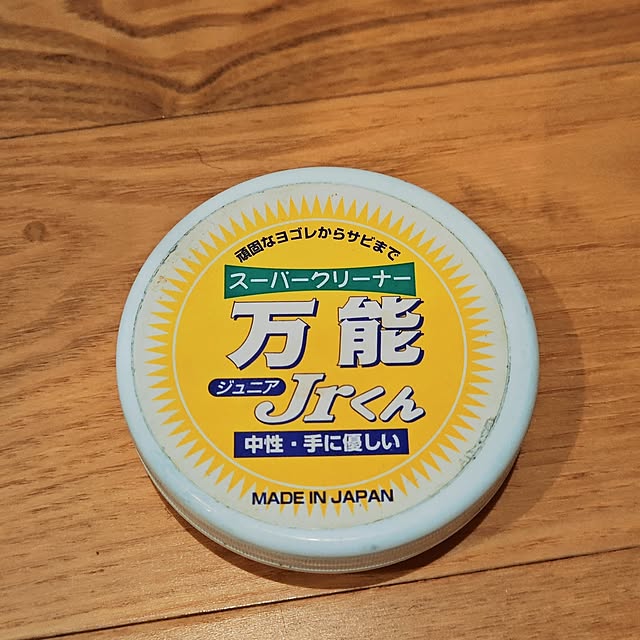 頑固なヨゴレからサビまで
スーパークリーナー
万能
ジュニア
Jrくん
中性・手に優しい
MADE IN JAPAN